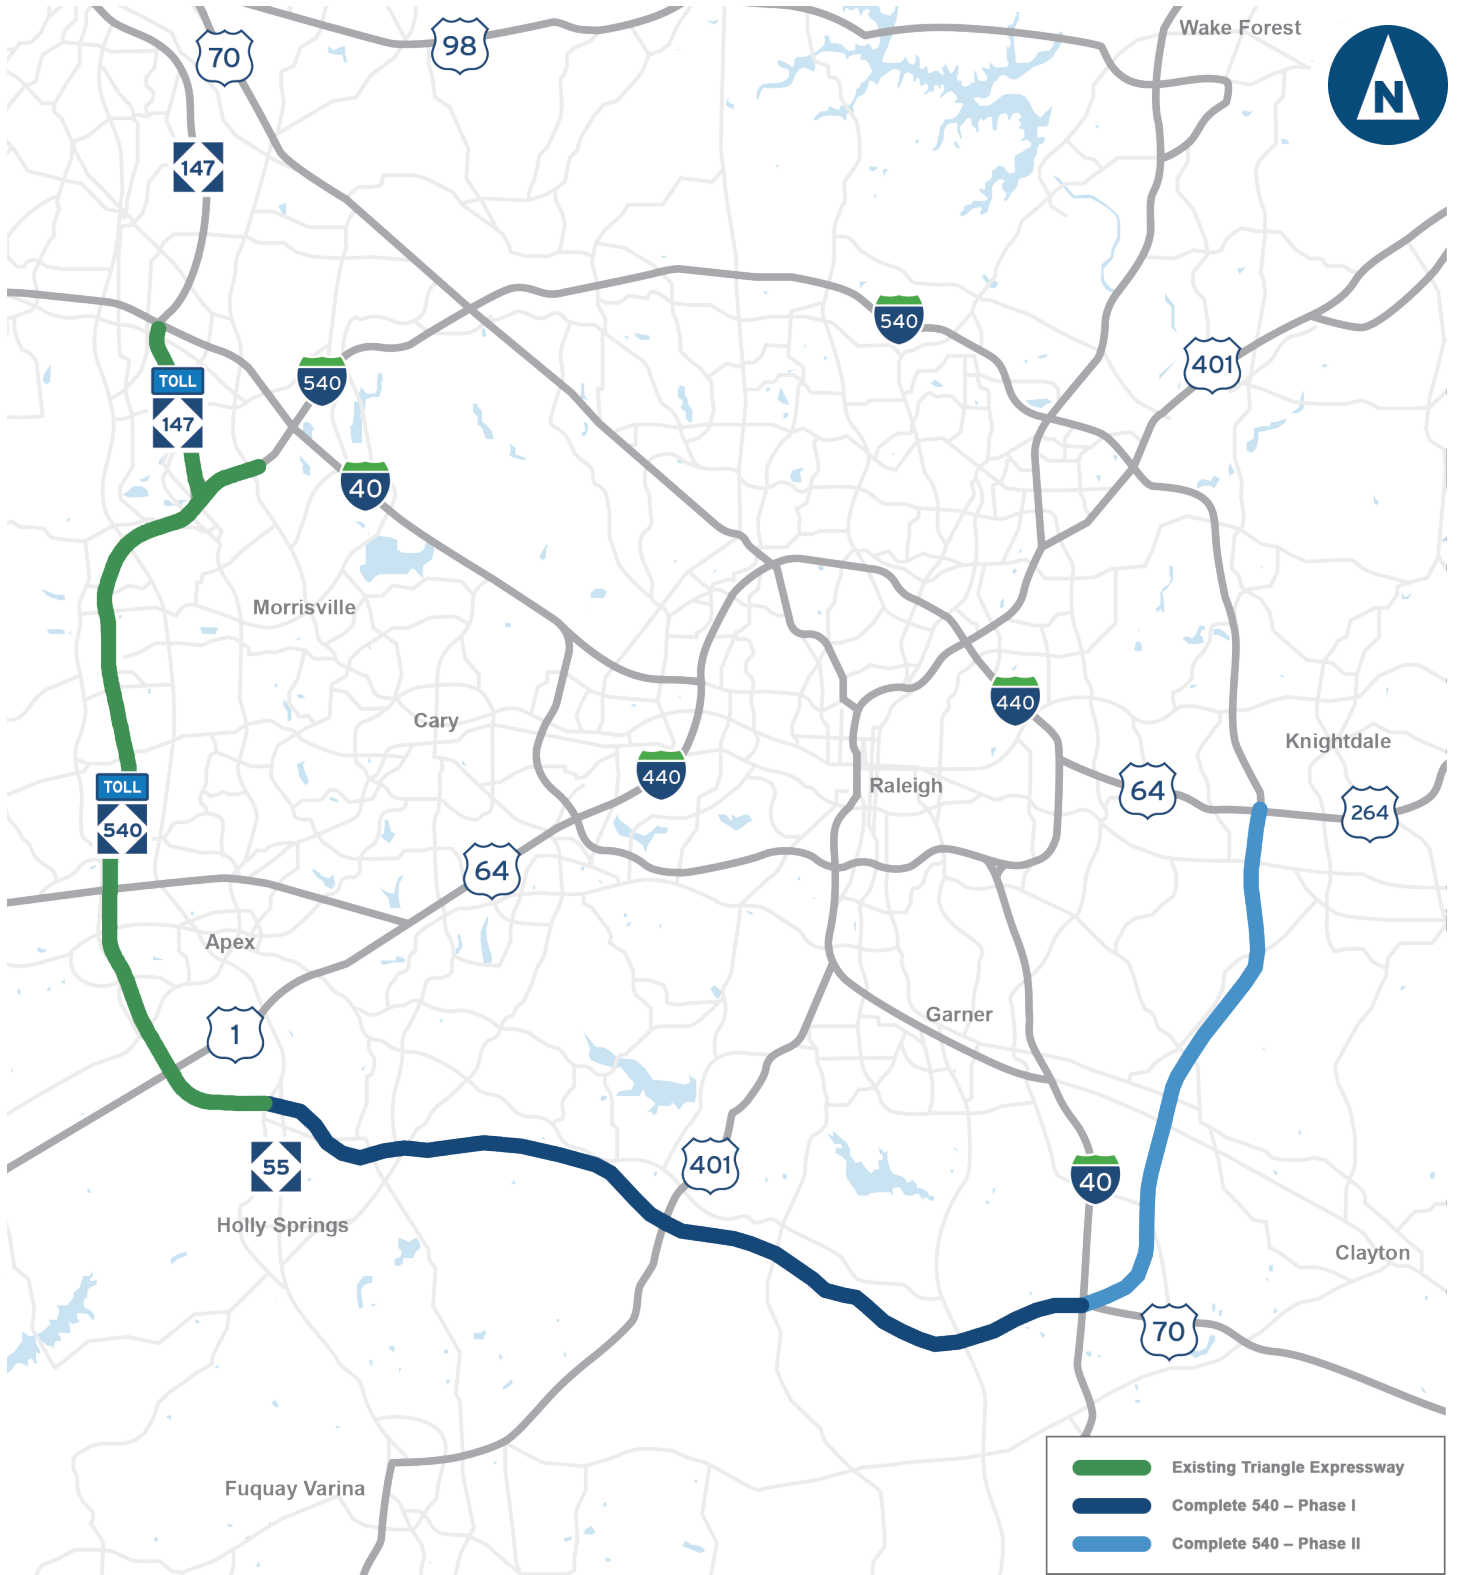 Wake Forest
70
98
N
147
540
401
540
TOLL
147
40
Morrisville
440
Cary
Knightdale
440
Raleigh
64
TOLL
264
540
64
Apex
Garner
1
401
55
40
Holly Springs
Clayton
70
Existing Triangle Expressway
Fuquay Varina
Complete 540 – Phase I
Complete 540 – Phase II